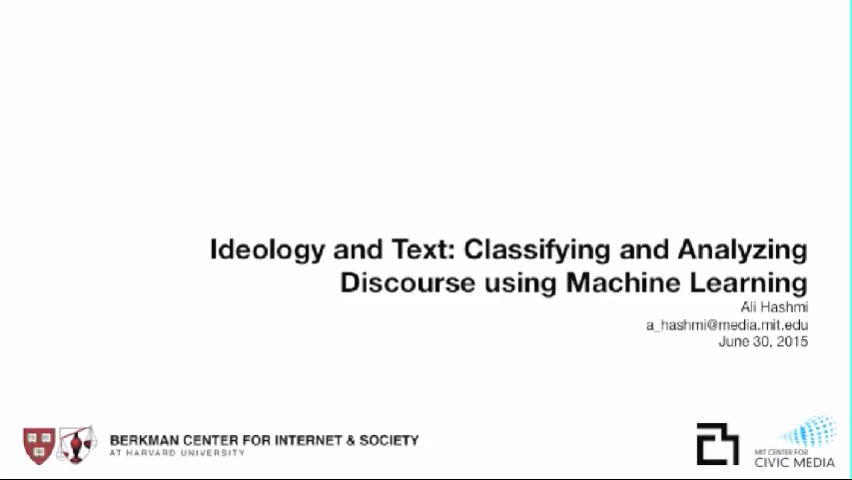 Ideology and Text: Classifying and Analyzing
Discourse using Machine Learning
Ali Hashmi
a_hashmi@media.mit.edu
June 30, 2015
BERKMAN CENTER FOR INTERNET & SOCIETY
AT HARVARD UNIVERSITY
MIT CENTER FOR
CIVIC MEDIA